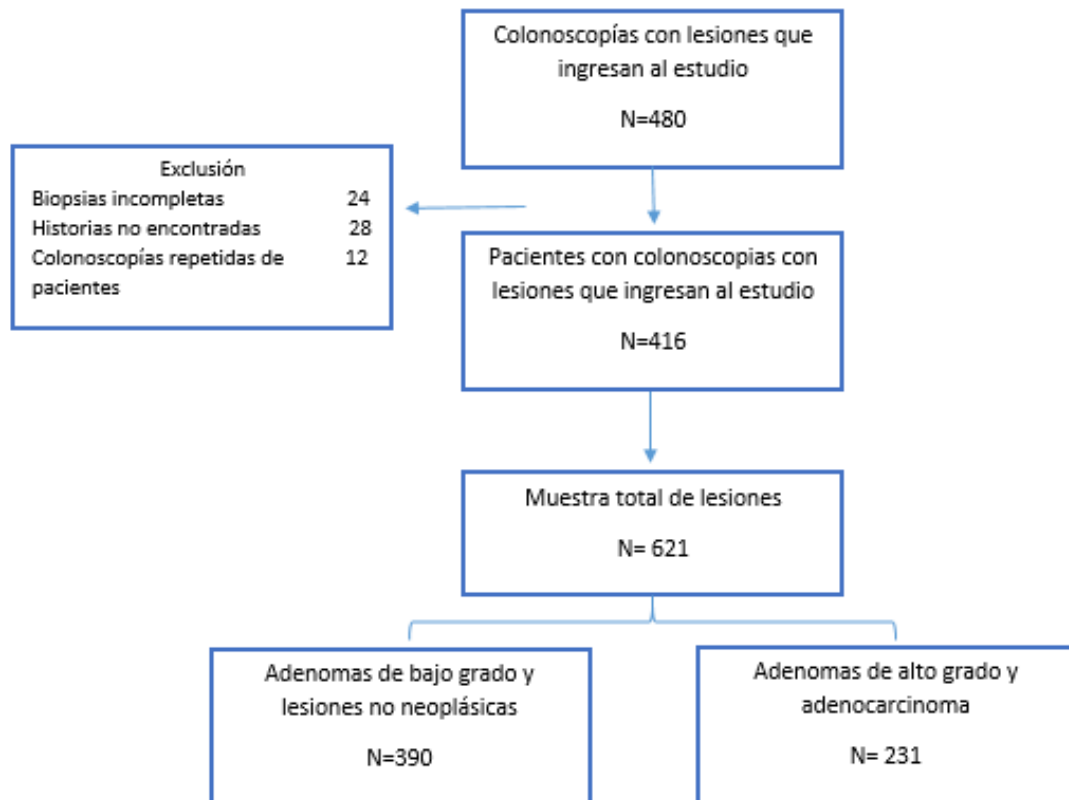 Colonoscopías con lesiones que
ingresan al estudio
N=480
Exclusión
Biopsias incompletas 24
Historias no encontradas 28
Colonoscopías repetidas de 12
pacientes
Pacientes con colonoscopias con
lesiones que ingresan al estudio
N=416
Muestra total de lesiones
N= 621
Adenomas de bajo grado y
lesiones no neoplásicas
N=390
Adenomas de alto grado y
adenocarcinoma
N= 231